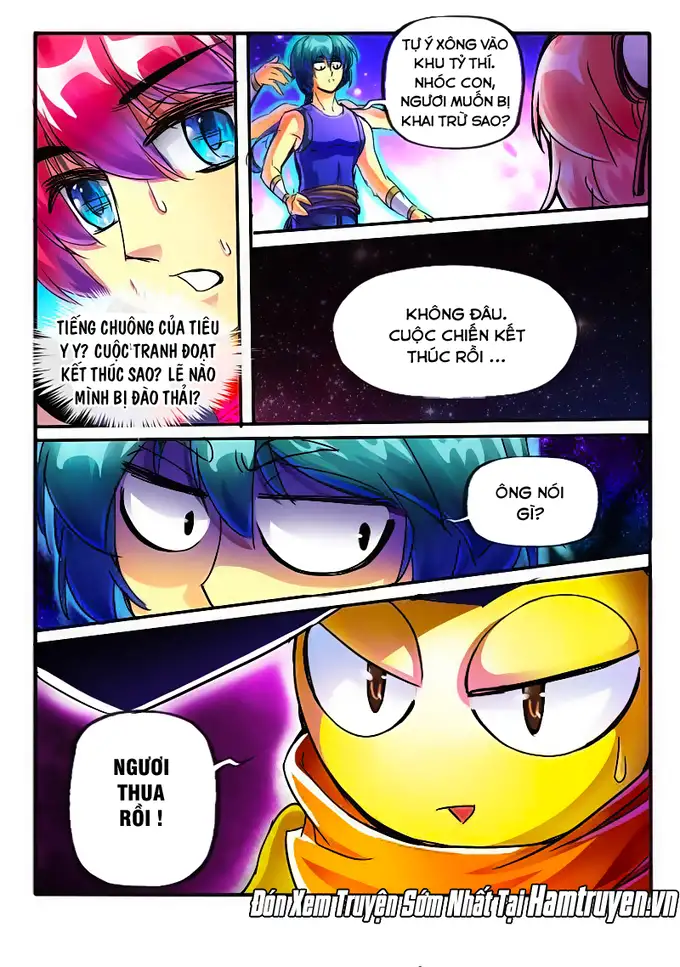 TỰ Ý XÔNG VÀO
KHU TỶ THÍ.
NHÓC CON,
NGƯƠI MUỐN BỊ
KHAI TRỪ SAO?
TIẾNG CHUÔNG CỦA TIÊU
Y Y? CUỘC TRANH ĐOẠT
KẾT THÚC SAO? LẼ NÀO
MÌNH BỊ ĐÀO THẢI?
KHÔNG ĐÂU.
CUỘC CHIẾN KẾT
THÚC RỒI ...
ÔNG NÓI
GÌ?
NGƯƠI
THUA
RỒI !
Đón Xem Truyện Sớm Nhất Tại Hamtruyen.vn